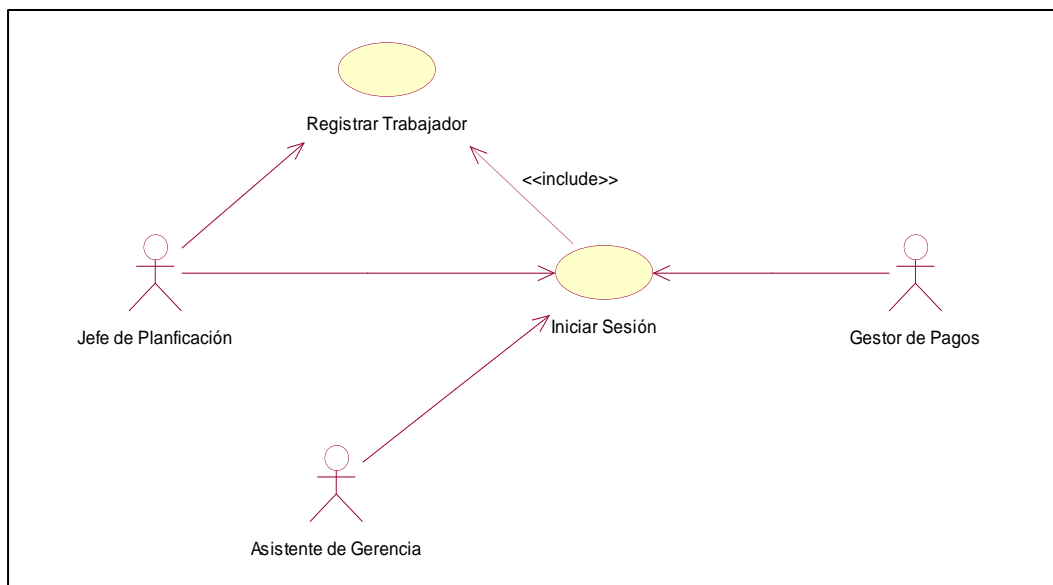 Registrar Trabajador
<<include>>
Jefe de Planficación
Iniciar Sesión
Gestor de Pagos
Asistente de Gerencia